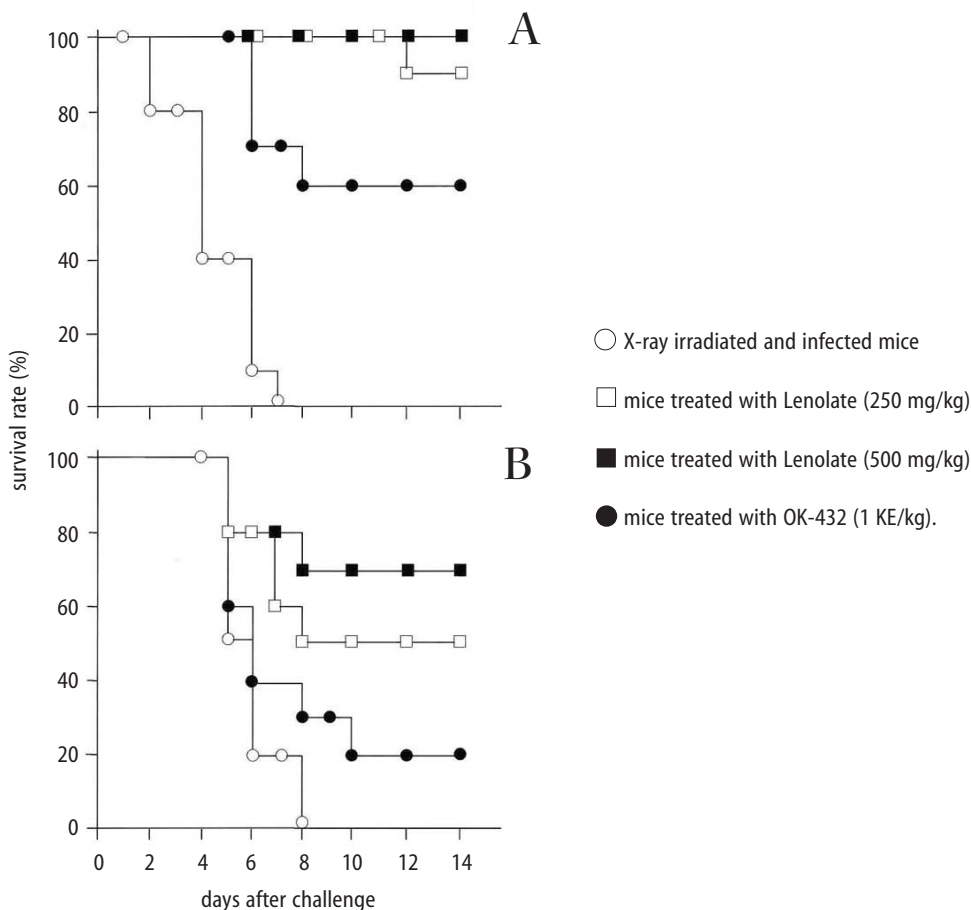 A
100
80
60
40
20
0
B
100
80
60
40
20
0
0 2 4 6 8 10 12 14
survival rate (%)
days after challenge
X-ray irradiated and infected mice
mice treated with Lenolate (250 mg/kg)
mice treated with Lenolate (500 mg/kg)
mice treated with OK-432 (1 KE/kg).